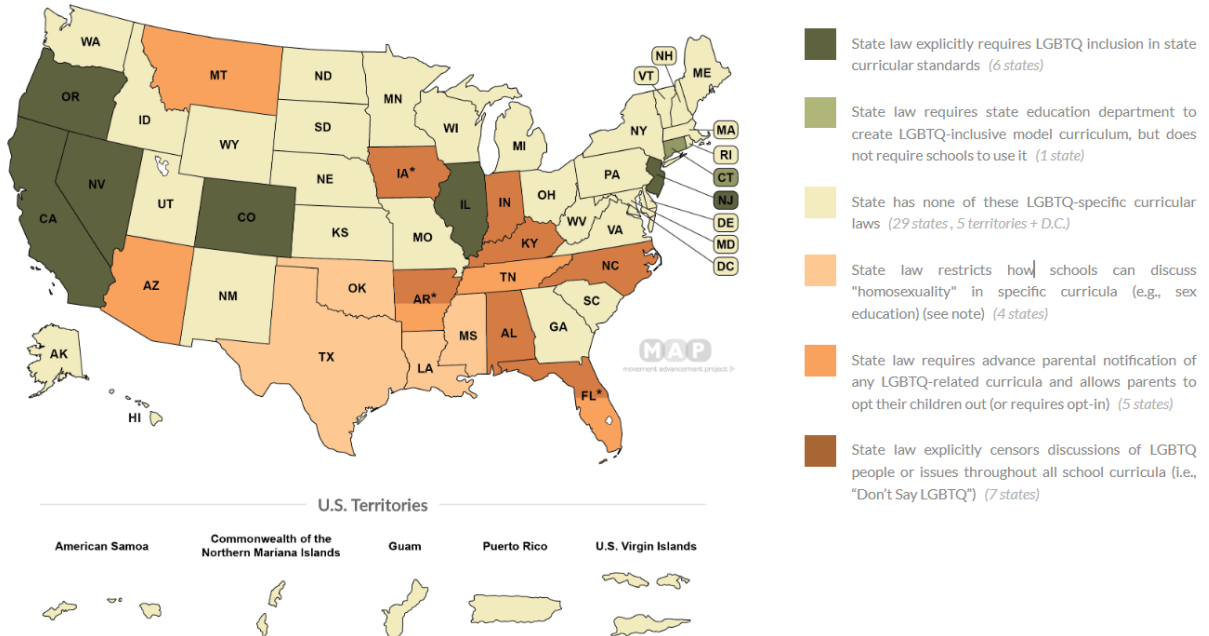 WA
OR
CA
NV
ID
MT
WY
UT
AZ
CO
NM
ND
SD
NE
KS
OK
TX
MN
IA*
MO
AR*
LA
WI
IL
MI
IN
OH
KY
TN
MS
AL
GA
FL*
SC
NC
VA
WV
PA
NY
VT
NH
ME
MA
RI
CT
NJ
DE
MD
DC
AK
HI
MAP
movement advancement project
U.S. Territories
American Samoa
Commonwealth of the
Northern Mariana Islands
Guam
Puerto Rico
U.S. Virgin Islands
State law explicitly requires LGBTQ inclusion in state
curricular standards (6 states)
State law requires state education department to
create LGBTQ-inclusive model curriculum, but does
not require schools to use it (1 state)
State has none of these LGBTQ-specific curricular
laws (29 states , 5 territories + D.C.)
State law restricts how schools can discuss
"homosexuality" in specific curricula (e.g., sex
education) (see note) (4 states)
State law requires advance parental notification of
any LGBTQ-related curricula and allows parents to
opt their children out (or requires opt-in) (5 states)
State law explicitly censors discussions of LGBTQ
people or issues throughout all school curricula (i.e.,
“Don’t Say LGBTQ”) (7 states)